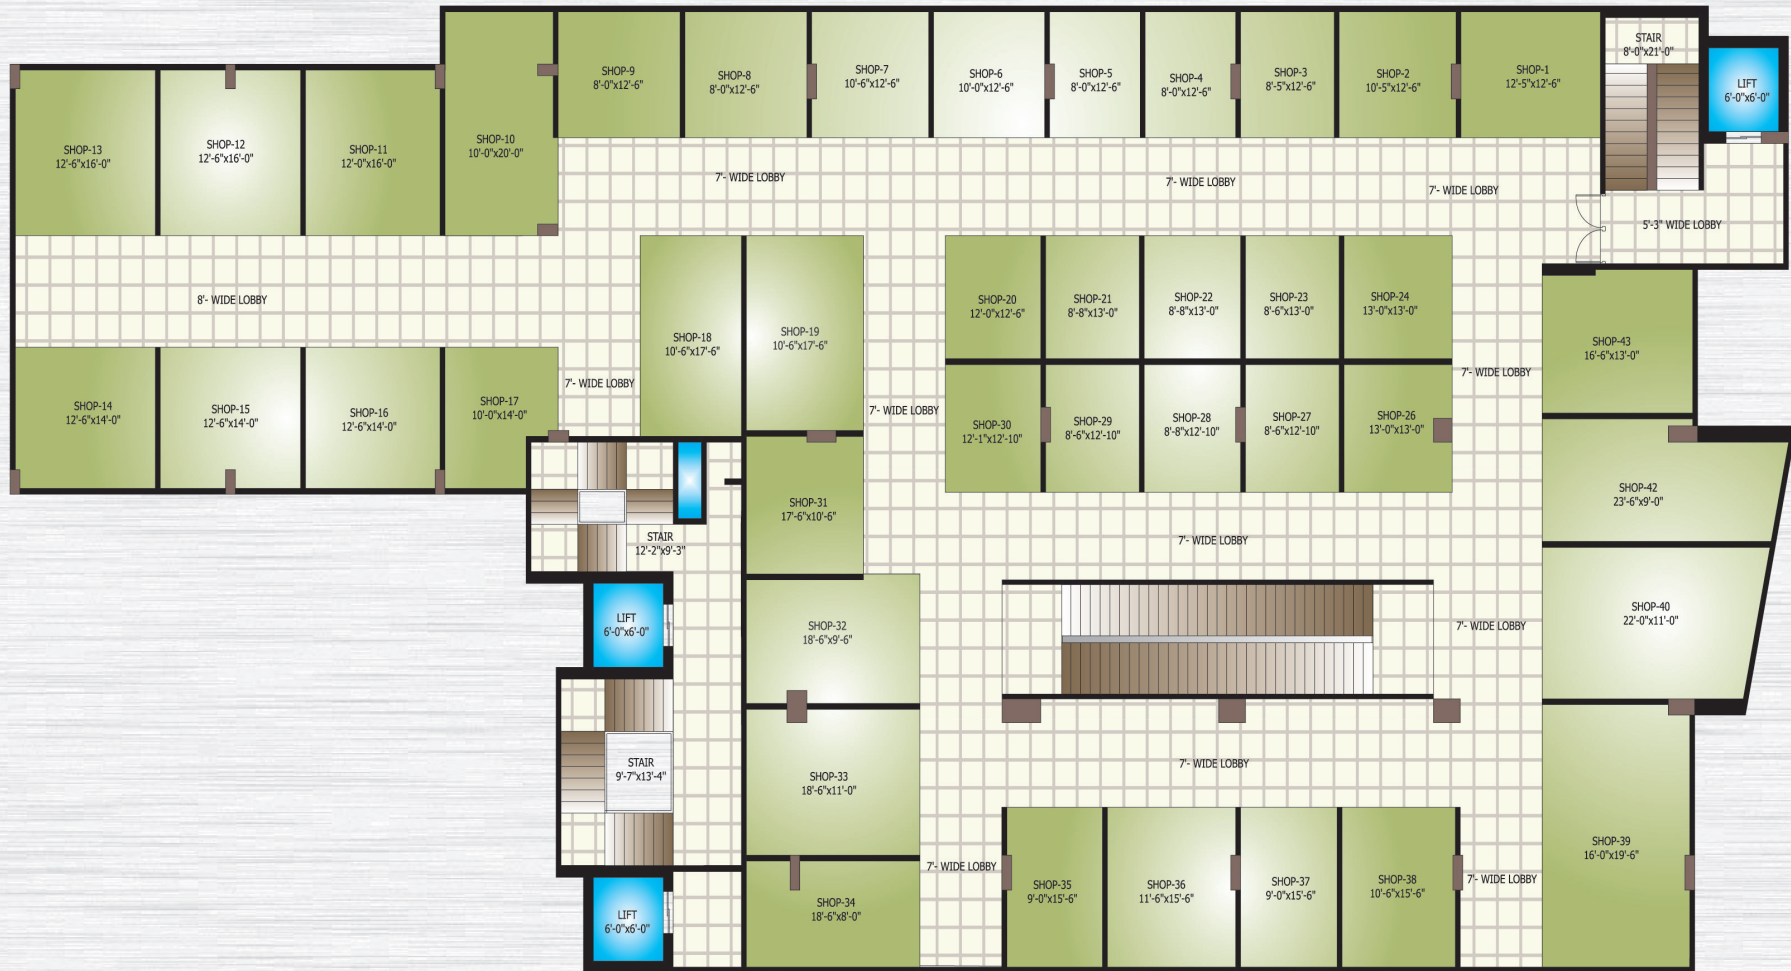 SHOP-9
8'-0"x12'-6"
SHOP-8
8'-0"x12'-6"
SHOP-7
10'-6"x12'-6"
SHOP-6
10'-0"x12'-6"
SHOP-5
8'-0"x12'-6"
SHOP-4
8'-0"x12'-6"
SHOP-3
8'-5"x12'-6"
SHOP-2
10'-5"x12'-6"
SHOP-1
12'-5"x12'-6"
STAIR
8'-0"x21'-0"
LIFT
6'-0"x6'-0"
SHOP-13
12'-6"x16'-0"
SHOP-12
12'-6"x16'-0"
SHOP-11
12'-0"x16'-0"
SHOP-10
10'-0"x20'-0"
7'- WIDE LOBBY
7'- WIDE LOBBY
7'- WIDE LOBBY
5'-3" WIDE LOBBY
8'- WIDE LOBBY
SHOP-18
10'-6"x17'-6"
SHOP-19
10'-6"x17'-6"
SHOP-20
12'-0"x12'-6"
SHOP-21
8'-8"x13'-0"
SHOP-22
8'-8"x13'-0"
SHOP-23
8'-6"x13'-0"
SHOP-24
13'-0"x13'-0"
SHOP-43
16'-6"x13'-0"
7'- WIDE LOBBY
7'- WIDE LOBBY
7'- WIDE LOBBY
SHOP-14
12'-6"x14'-0"
SHOP-15
12'-6"x14'-0"
SHOP-16
12'-6"x14'-0"
SHOP-17
10'-0"x14'-0"
SHOP-30
12'-1"x12'-10"
SHOP-29
8'-6"x12'-10"
SHOP-28
8'-8"x12'-10"
SHOP-27
8'-6"x12'-10"
SHOP-26
13'-0"x13'-0"
SHOP-31
17'-6"x10'-6"
SHOP-42
23'-6"x9'-0"
STAIR
12'-2"x9'-3"
7'- WIDE LOBBY
LIFT
6'-0"x6'-0"
SHOP-32
18'-6"x9'-6"
7'- WIDE LOBBY
SHOP-40
22'-0"x11'-0"
STAIR
9'-7"x13'-4"
SHOP-33
18'-6"x11'-0"
7'- WIDE LOBBY
SHOP-39
16'-0"x19'-6"
7'- WIDE LOBBY
SHOP-35
9'-0"x15'-6"
SHOP-36
11'-6"x15'-6"
SHOP-37
9'-0"x15'-6"
SHOP-38
10'-6"x15'-6"
7'- WIDE LOBBY
LIFT
6'-0"x6'-0"
SHOP-34
18'-6"x8'-0"